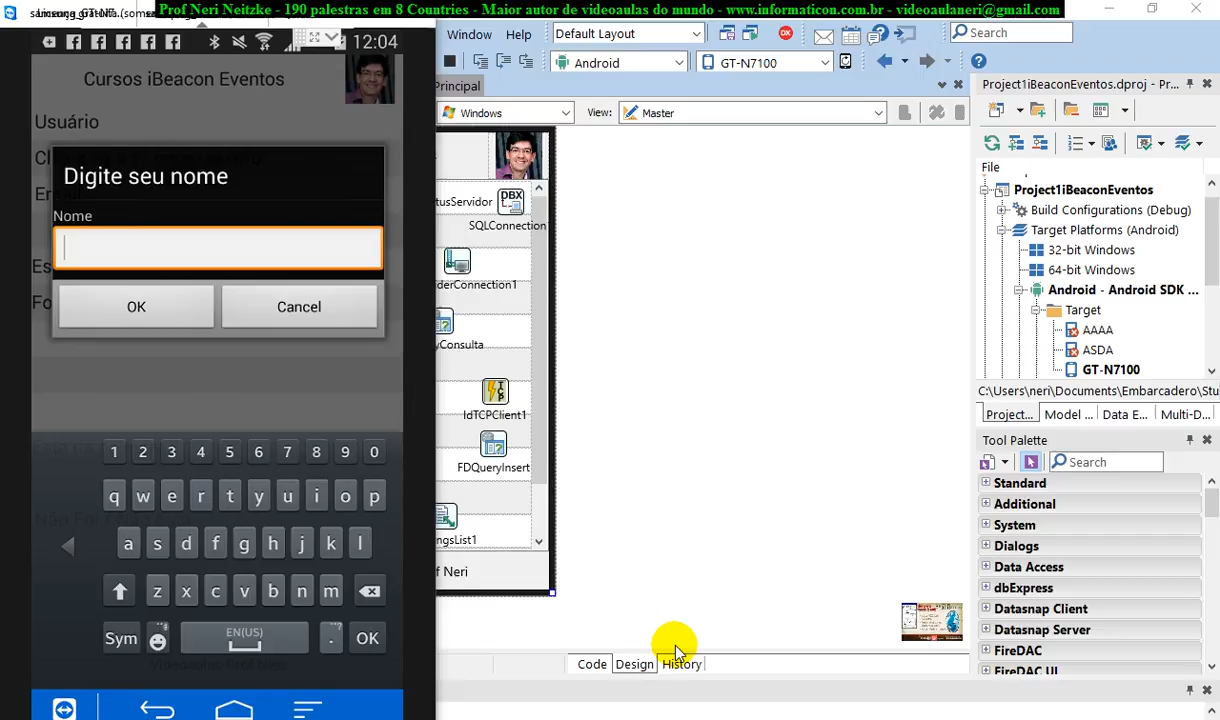 Prof Neri Neitzke - 190 palestras em 8 Countries - Maior autor de videoaulas do mundo - www.informaticon.com.br - videoaulaneri@gmail.com
12:04
Cursos iBeacon Eventos
Usuário
Digite seu nome
Nome
OK
Cancel
1 2 3 4 5 6 7 8 9 0
q w e r t y u i o p
a s d f g h j k l
z x c v b n m
Sym
EN(US)
.
OK
Window
Help
Default Layout
Search
Android
GT-N7100
Principal
Windows
View:
Master
tusServidor
DBX
SQLConnection
derConnection1
yConsulta
IdTCPClient1
FDQueryInsert
ngsList1
f Neri
Code
Design
History
Project1iBeaconEventos.dproj - Pr...
File
Project1iBeaconEventos
Build Configurations (Debug)
Target Platforms (Android)
32-bit Windows
64-bit Windows
Android - Android SDK ...
Target
AAAA
ASDA
GT-N7100
C:\Users\neri\Documents\Embarcadero\Stu
Project...
Model ...
Data E...
Multi-D...
Tool Palette
Search
Standard
Additional
System
Dialogs
Data Access
dbExpress
Datasnap Client
Datasnap Server
FireDAC
FireDAC UI